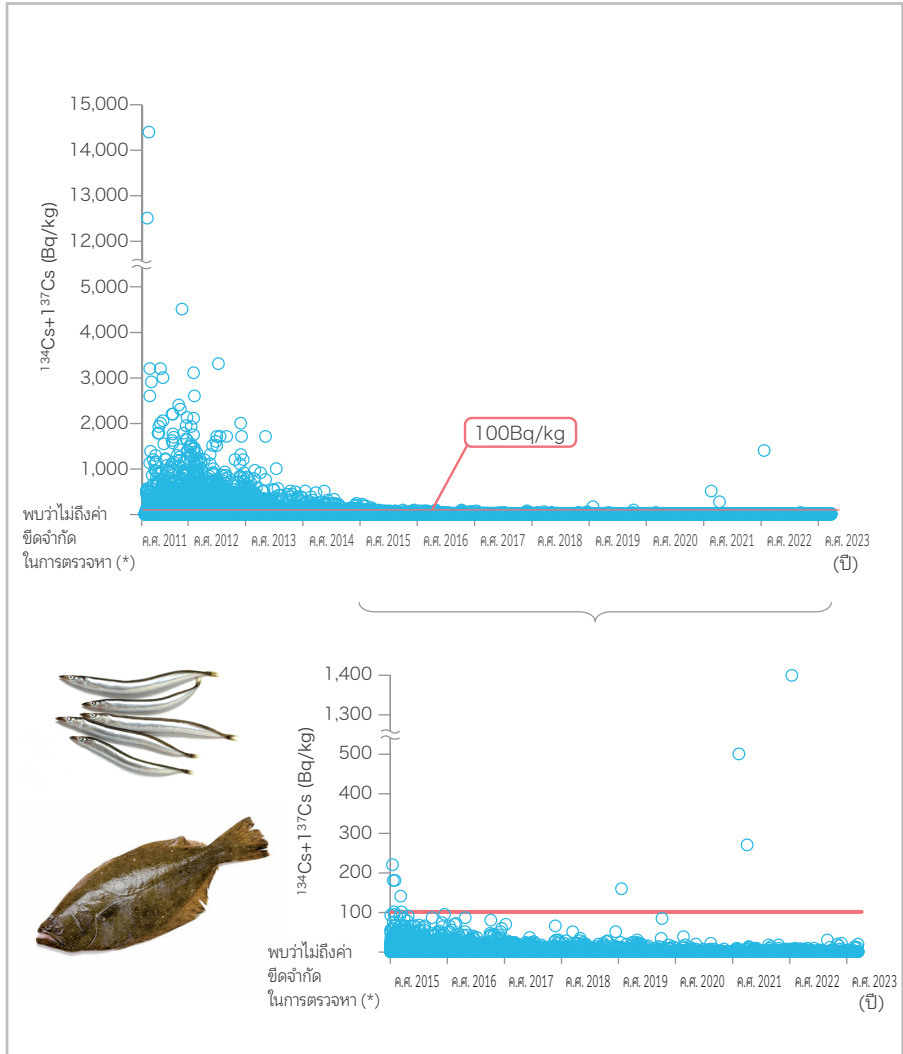 15,000
14,000
13,000
12,000
5,000
4,000
3,000
2,000
1,000
¹³⁴Cs+1³⁷Cs (Bq/kg)
100Bq/kg
พบว่าไม่ถึงค่า
ขีดจำกัด
ในการตรวจหา (*)
ค.ศ. 2011 ค.ศ. 2012 ค.ศ. 2013 ค.ศ. 2014 ค.ศ. 2015 ค.ศ. 2016 ค.ศ. 2017 ค.ศ. 2018 ค.ศ. 2019 ค.ศ. 2020 ค.ศ. 2021 ค.ศ. 2022 ค.ศ. 2023
(ปี)
1,400
1,300
500
400
300
200
100
¹³⁴Cs+1³⁷Cs (Bq/kg)
พบว่าไม่ถึงค่า
ขีดจำกัด
ในการตรวจหา (*)
ค.ศ. 2015 ค.ศ. 2016 ค.ศ. 2017 ค.ศ. 2018 ค.ศ. 2019 ค.ศ. 2020 ค.ศ. 2021 ค.ศ. 2022 ค.ศ. 2023
(ปี)